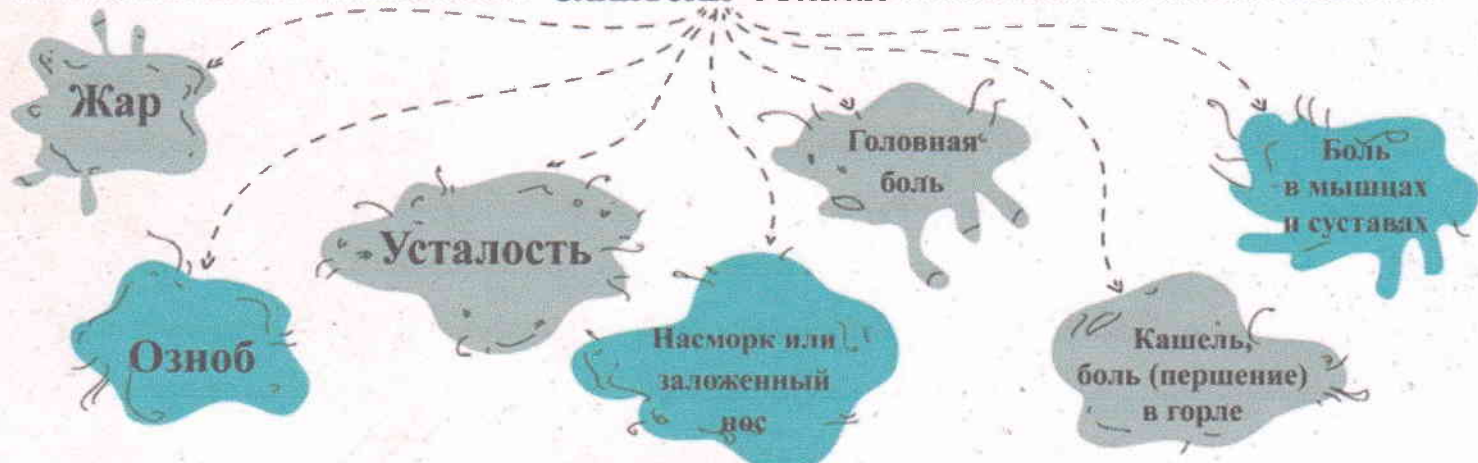 Жар
Головная
боль
Боль
в мышцах
и суставах
Усталость
Озноб
Насморк или
заложенный
нос
Кашель,
боль (першение)
в горле